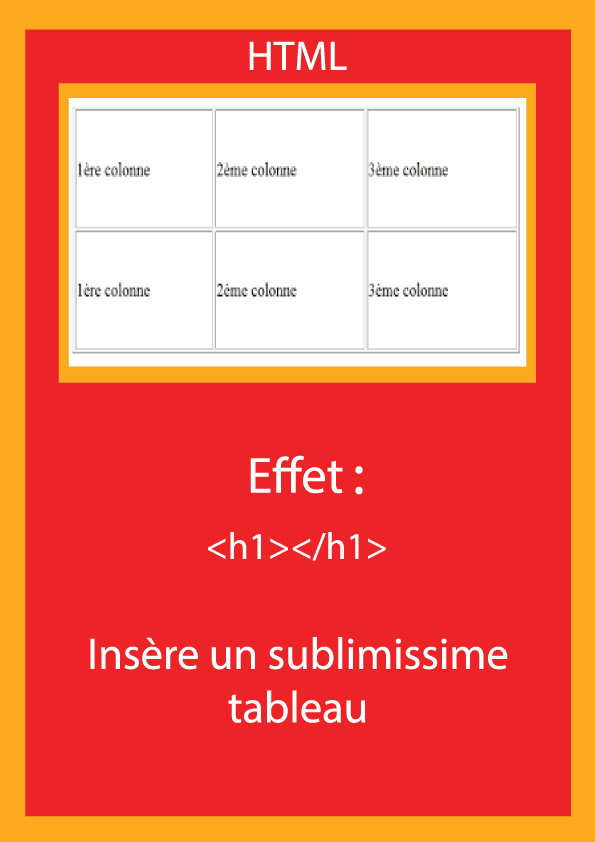 HTML
1ère colonne 2ème colonne 3ème colonne
1ère colonne 2ème colonne 3ème colonne
Effet :
<h1></h1>
Insère un sublimissime
tableau